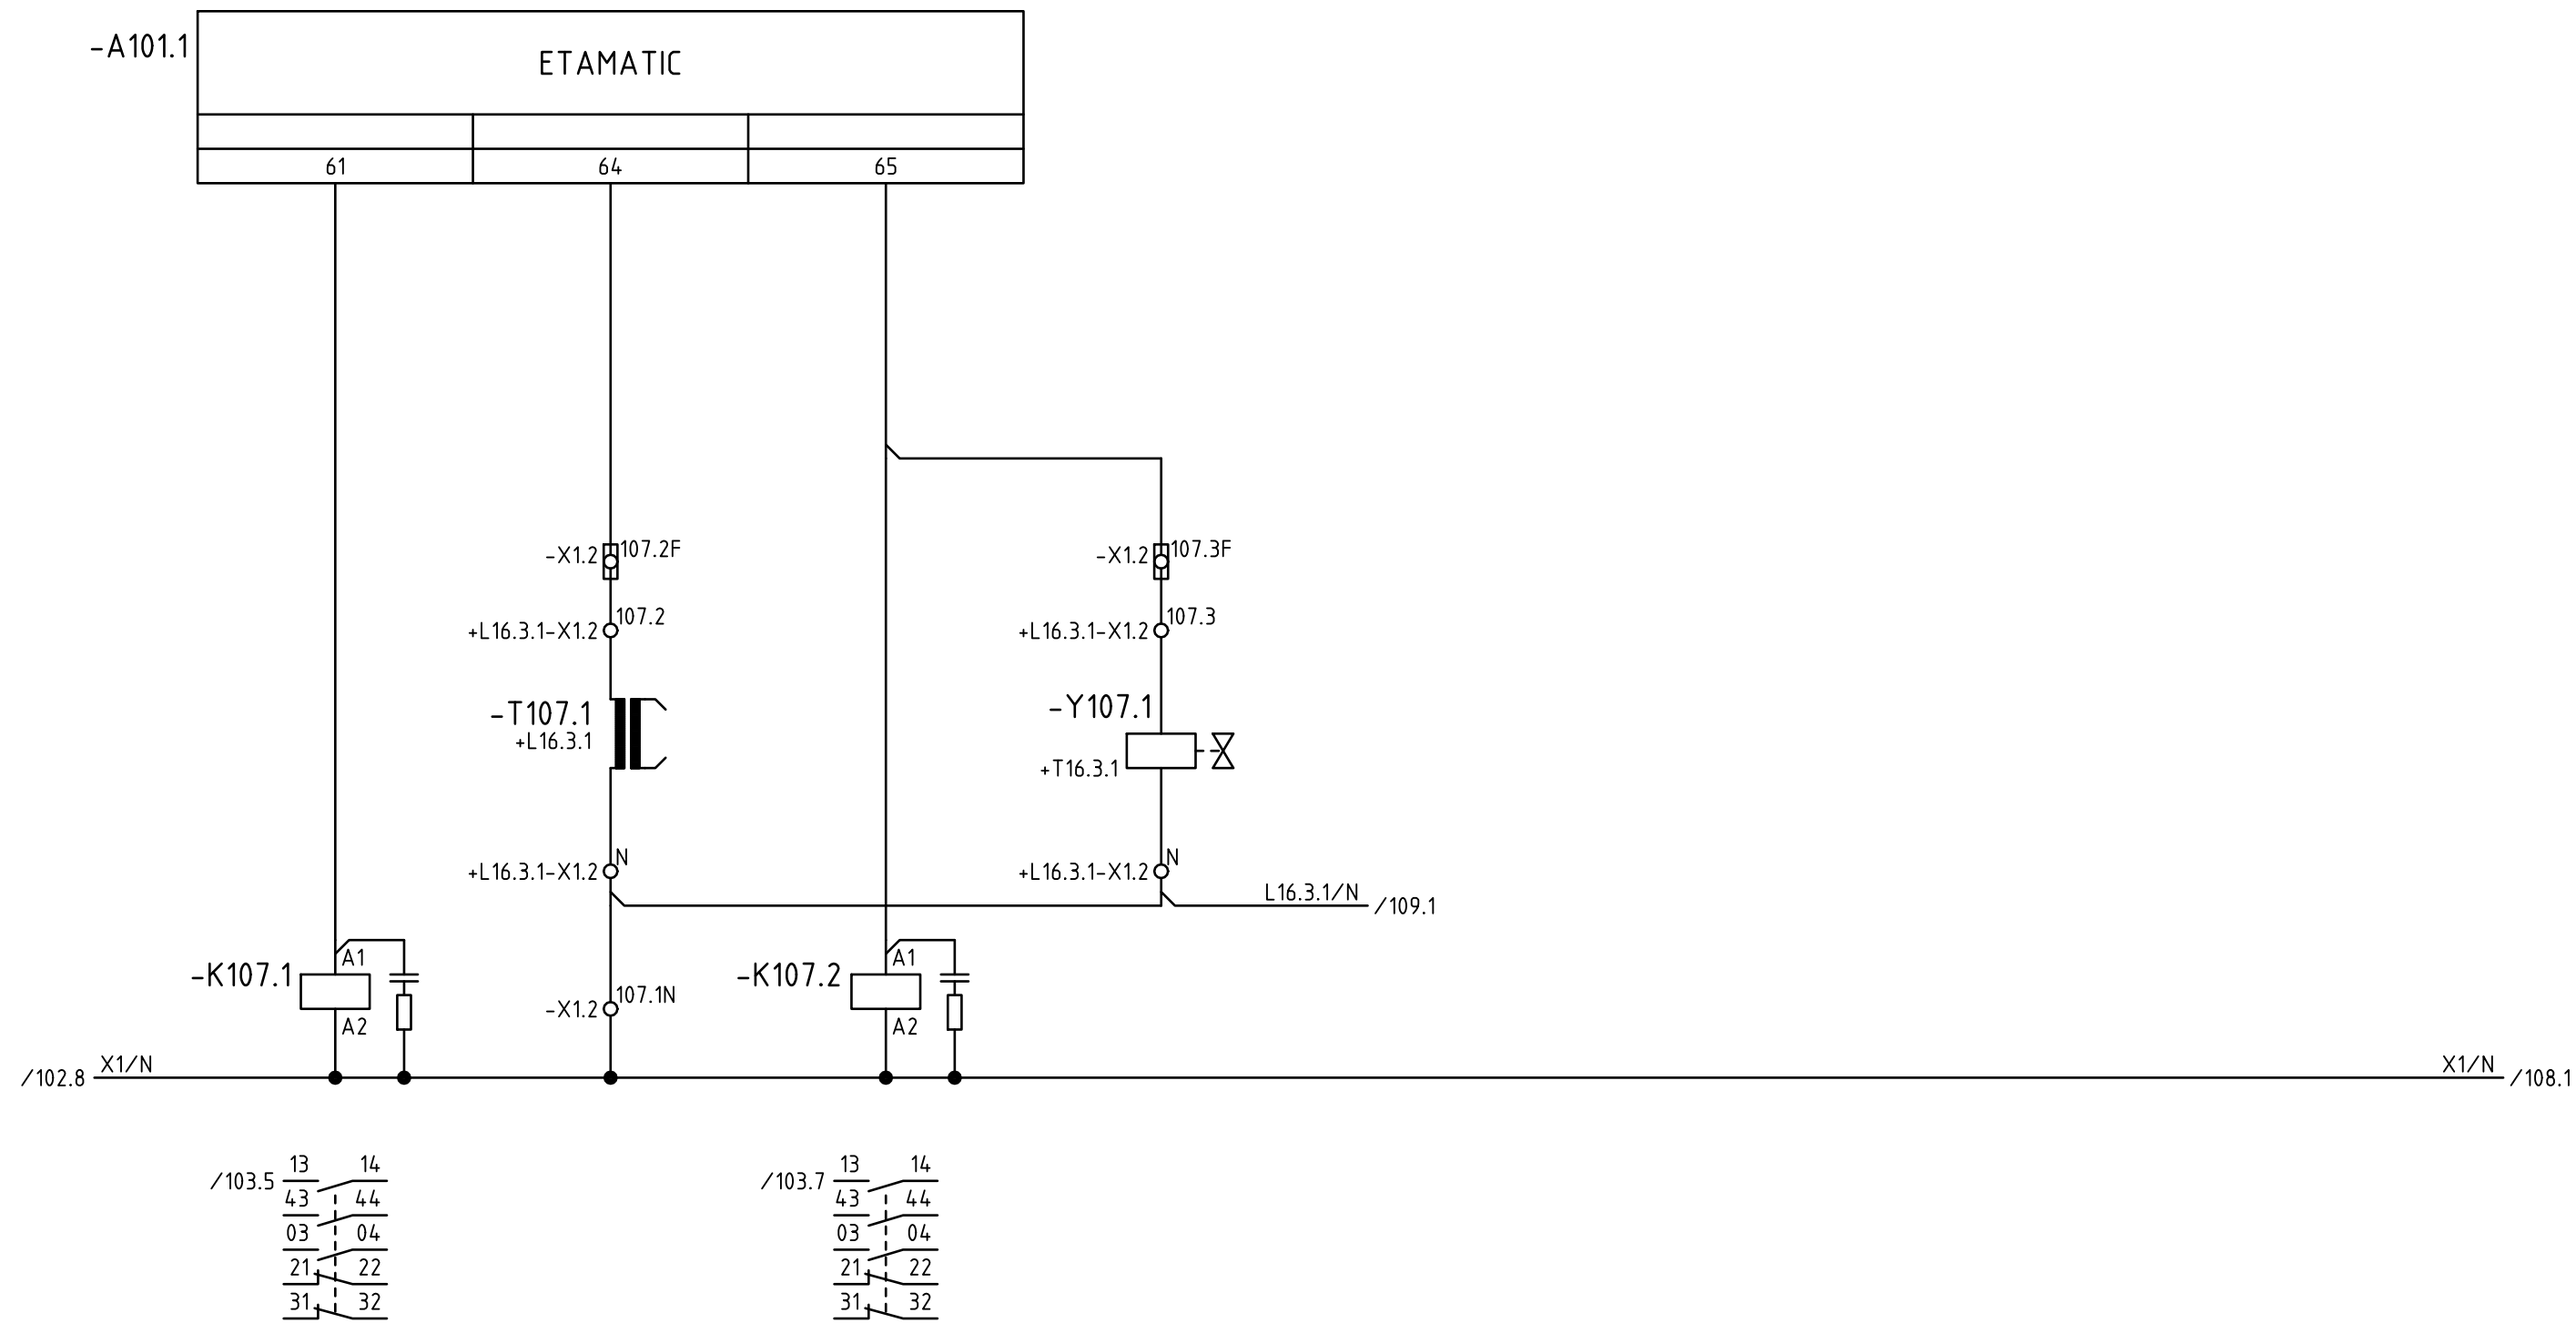 -A101.1
ETAMATIC
61 64 65
-X1.2 107.2F -X1.2 107.3F
+L16.3.1-X1.2 107.2 +L16.3.1-X1.2 107.3
-T107.1 -Y107.1
+L16.3.1 +T16.3.1
+L16.3.1-X1.2 N +L16.3.1-X1.2 N
L16.3.1/N /109.1
A1 A1
-K107.1 -K107.2
-X1.2 107.1N
A2 A2
/102.8 X1/N X1/N /108.1
13 14 13 14
/103.5 /103.7
43 44 43 44
03 04 03 04
21 22 21 22
31 32 31 32